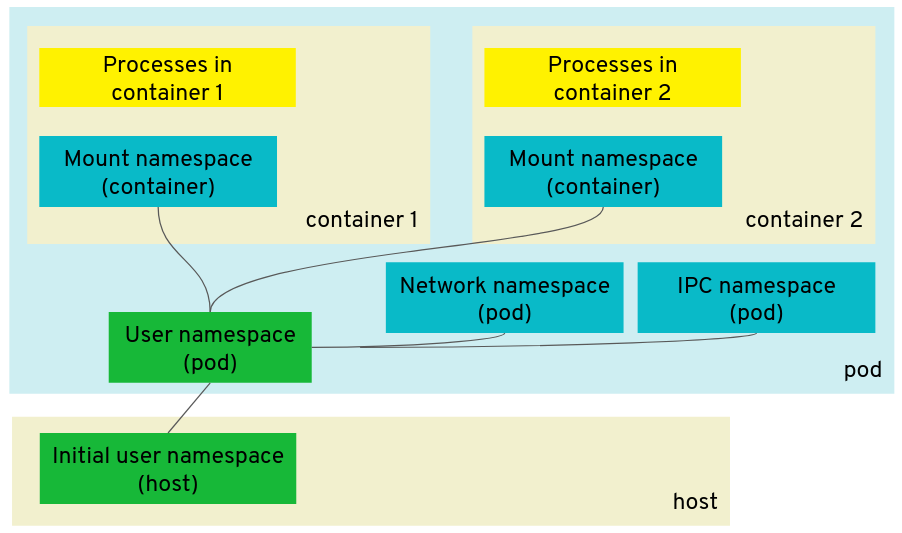 Processes in
container 1
Mount namespace
(container)
container 1
Processes in
container 2
Mount namespace
(container)
container 2
Network namespace
(pod)
IPC namespace
(pod)
User namespace
(pod)
pod
Initial user namespace
(host)
host